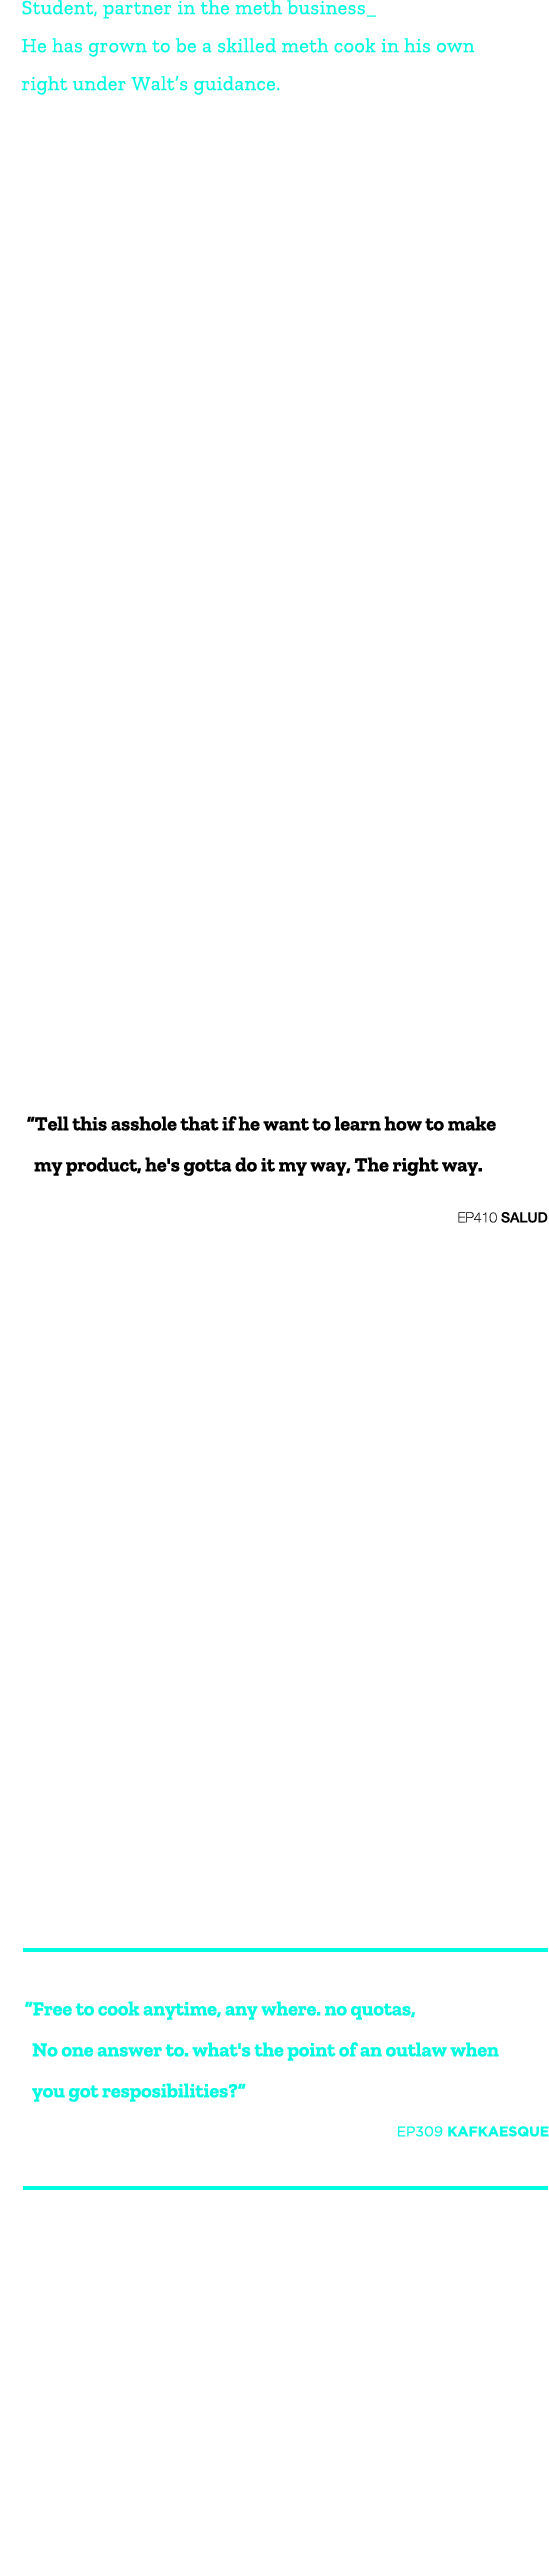 Student, partner in the meth business_
He has grown to be a skilled meth cook in his own
right under Walt’s guidance.
“Tell this asshole that if he want to learn how to make
my product, he's gotta do it my way, The right way.
EP410 SALUD
“Free to cook anytime, any where. no quotas,
No one answer to. what's the point of an outlaw when
you got resposibilities?”
EP309 KAFKAESQUE